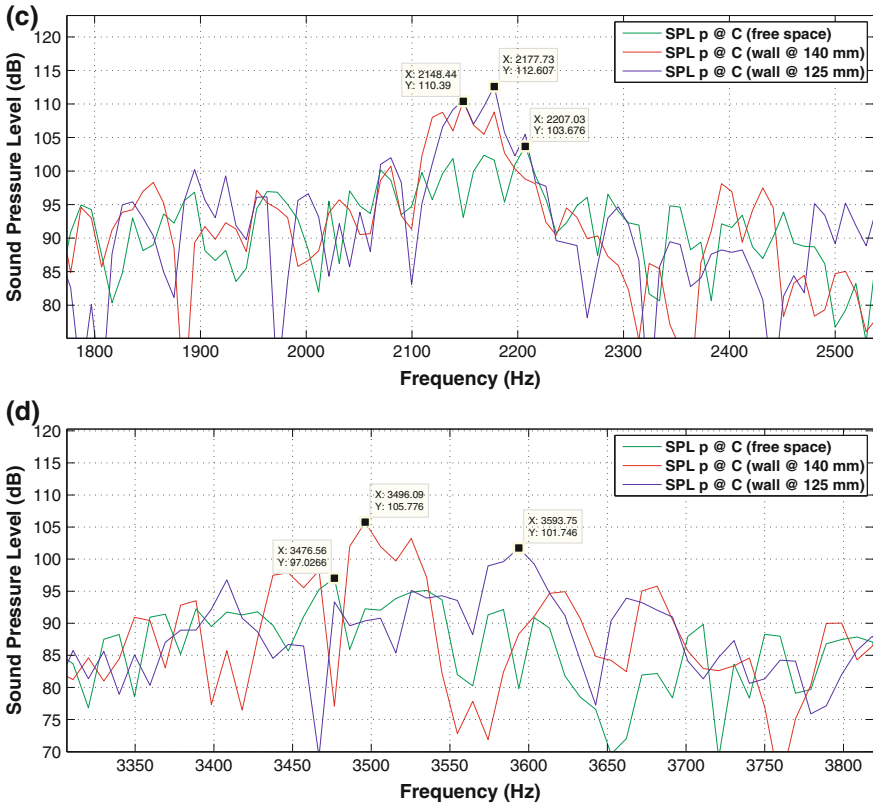 (c)
120
115
110
105
100
95
90
85
80
Sound Pressure Level (dB)
SPL p @ C (free space)
SPL p @ C (wall @ 140 mm)
SPL p @ C (wall @ 125 mm)
X: 2148.44
Y: 110.39
X: 2177.73
Y: 112.607
X: 2207.03
Y: 103.676
1800
1900
2000
2100
2200
2300
2400
2500
Frequency (Hz)
(d)
120
115
110
105
100
95
90
85
80
75
70
Sound Pressure Level (dB)
SPL p @ C (free space)
SPL p @ C (wall @ 140 mm)
SPL p @ C (wall @ 125 mm)
X: 3476.56
Y: 97.0266
X: 3496.09
Y: 105.776
X: 3593.75
Y: 101.746
3350
3400
3450
3500
3550
3600
3650
3700
3750
3800
Frequency (Hz)